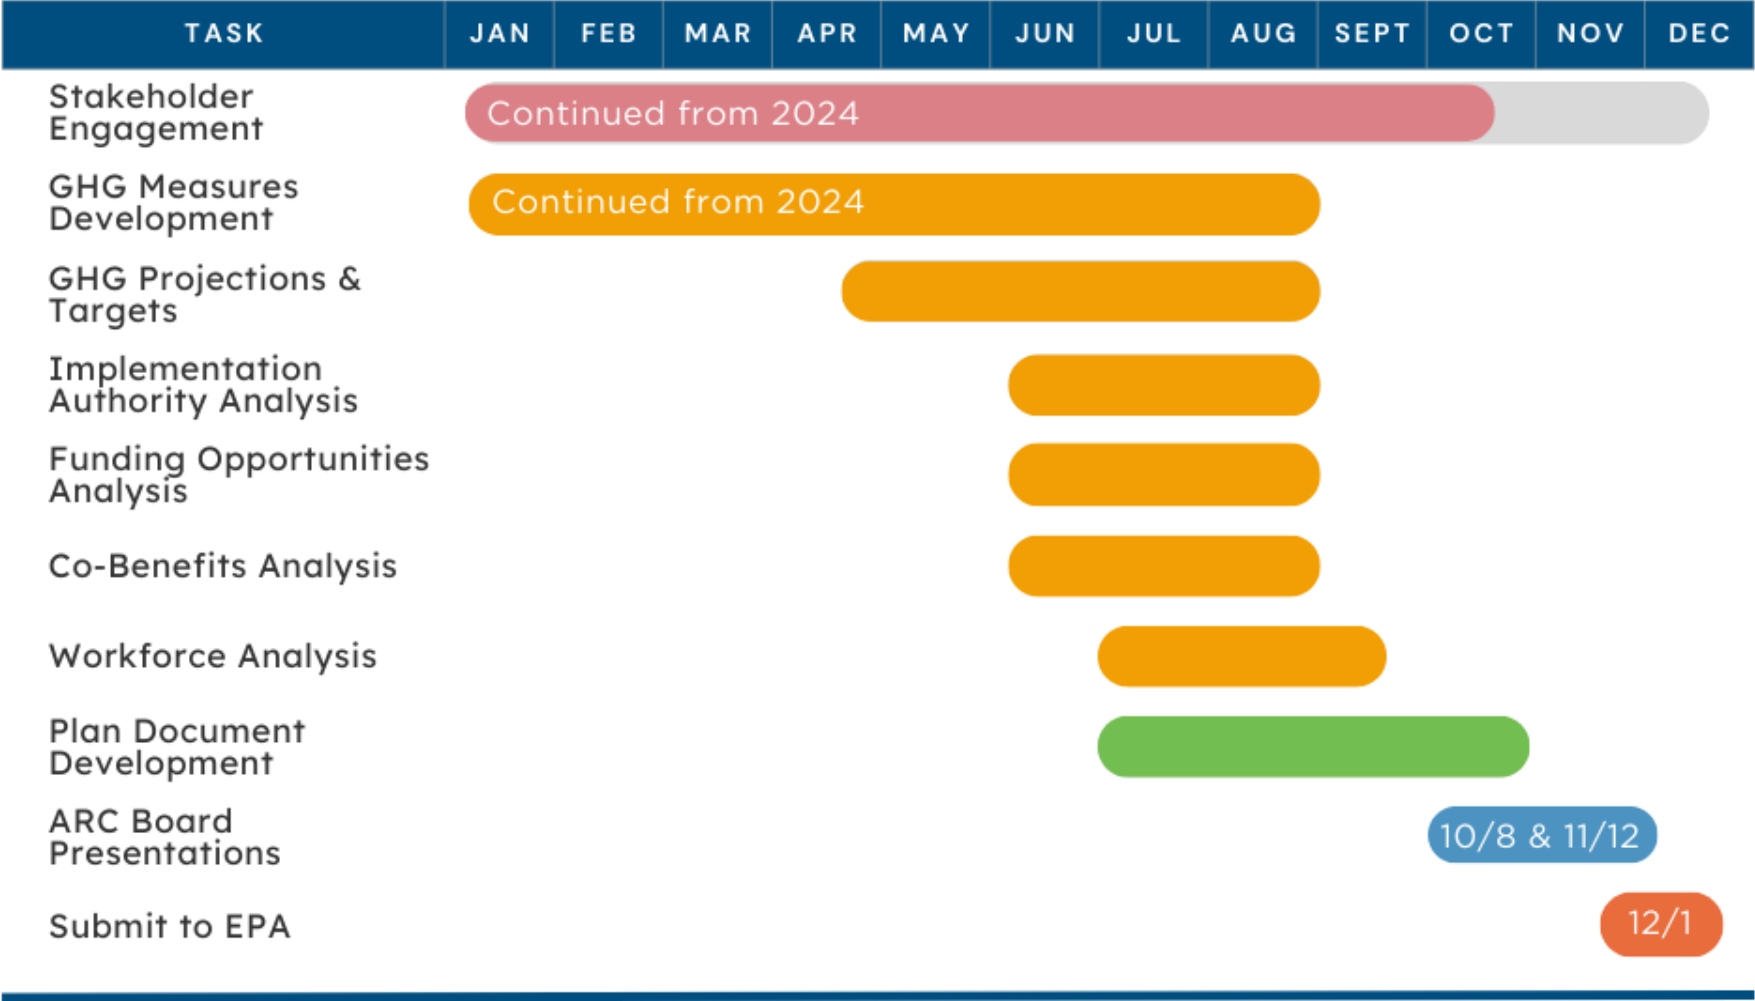 TASK JAN FEB MAR APR MAY JUN JUL AUG SEPT OCT NOV DEC
Stakeholder
Engagement
Continued from 2024
GHG Measures
Development
Continued from 2024
GHG Projections &
Targets
Implementation
Authority Analysis
Funding Opportunities
Analysis
Co-Benefits Analysis
Workforce Analysis
Plan Document
Development
ARC Board
Presentations
10/8 & 11/12
Submit to EPA
12/1